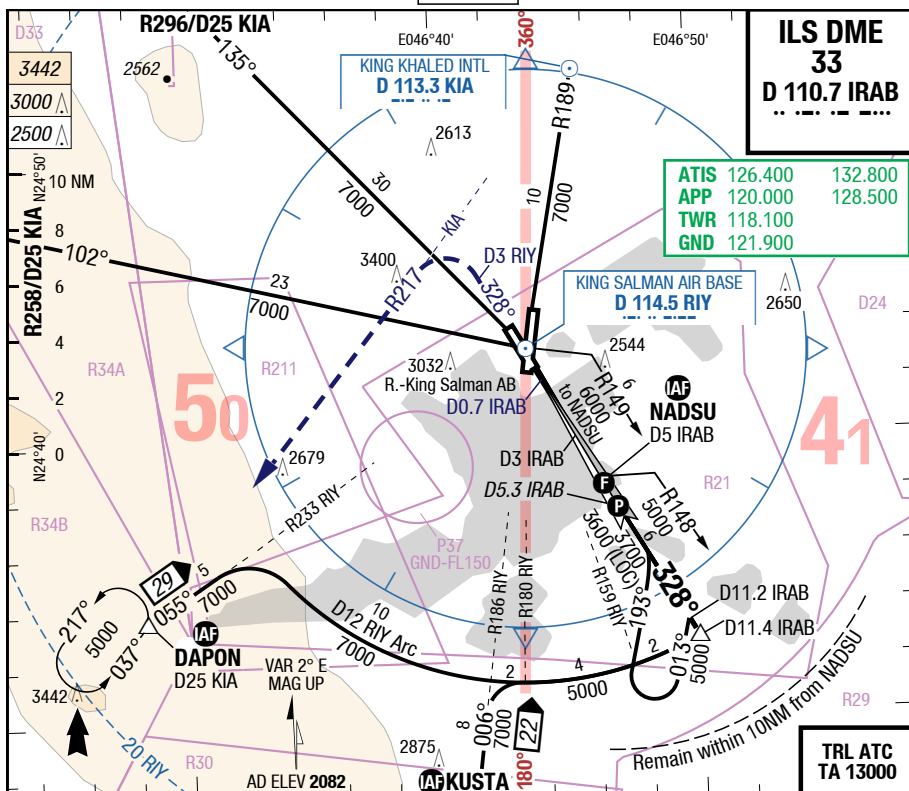 R296/D25 KIA
135°
D33
2562
3442
3000
2500
N24°50'
10 NM
8
6
4
2
0
N24°40'
R258/D25 KIA
102°
E046°40'
E046°50'
360°
KING KHALED INTL
D 113.3 KIA
2613
R189
10
7000
30
7000
23
7000
ILS DME
33
D 110.7 IRAB
ATIS 126.400 132.800
APP 120.000 128.500
TWR 118.100
GND 121.900
KIA
3400
R217
D3 RIY
328°
KING SALMAN AIR BASE
D 114.5 RIY
2650
D24
R34A
R211
3032
R.-King Salman AB
D0.7 IRAB
2544
R149
6
6000
to NADSU
IAF
NADSU
D5 IRAB
50
41
D3 IRAB
D5.3 IRAB
F
P
R21
2679
R233 RIY
R34B
P37
GND-FL150
R148
5000
6
3700
3600 (LOC)
328°
193°
R159 RIY
R186 RIY
R180 RIY
29
5
055°
7000
217°
5000
037°
IAF
DAPON
D25 KIA
10
D12 RIY Arc
7000
2
4
5000
2
013°
5000
D11.2 IRAB
D11.4 IRAB
VAR 2° E
MAG UP
3442
20 RIY
R30
AD ELEV 2082
2875
8
7000
006°
22
180°
IAF
KUSTA
Remain within 10NM from NADSU
R29
TRL ATC
TA 13000